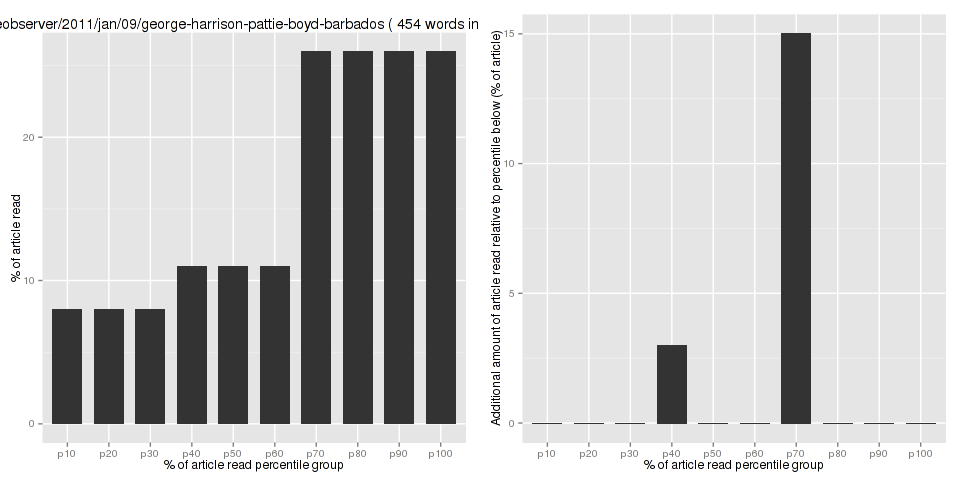 eobserver/2011/jan/09/george-harrison-pattie-boyd-barbados ( 454 words in
% of article read
20
10
0
p10 p20 p30 p40 p50 p60 p70 p80 p90 p100
% of article read percentile group
Additional amount of article read relative to percentile below (% of article)
15
10
5
0
p10 p20 p30 p40 p50 p60 p70 p80 p90 p100
% of article read percentile group